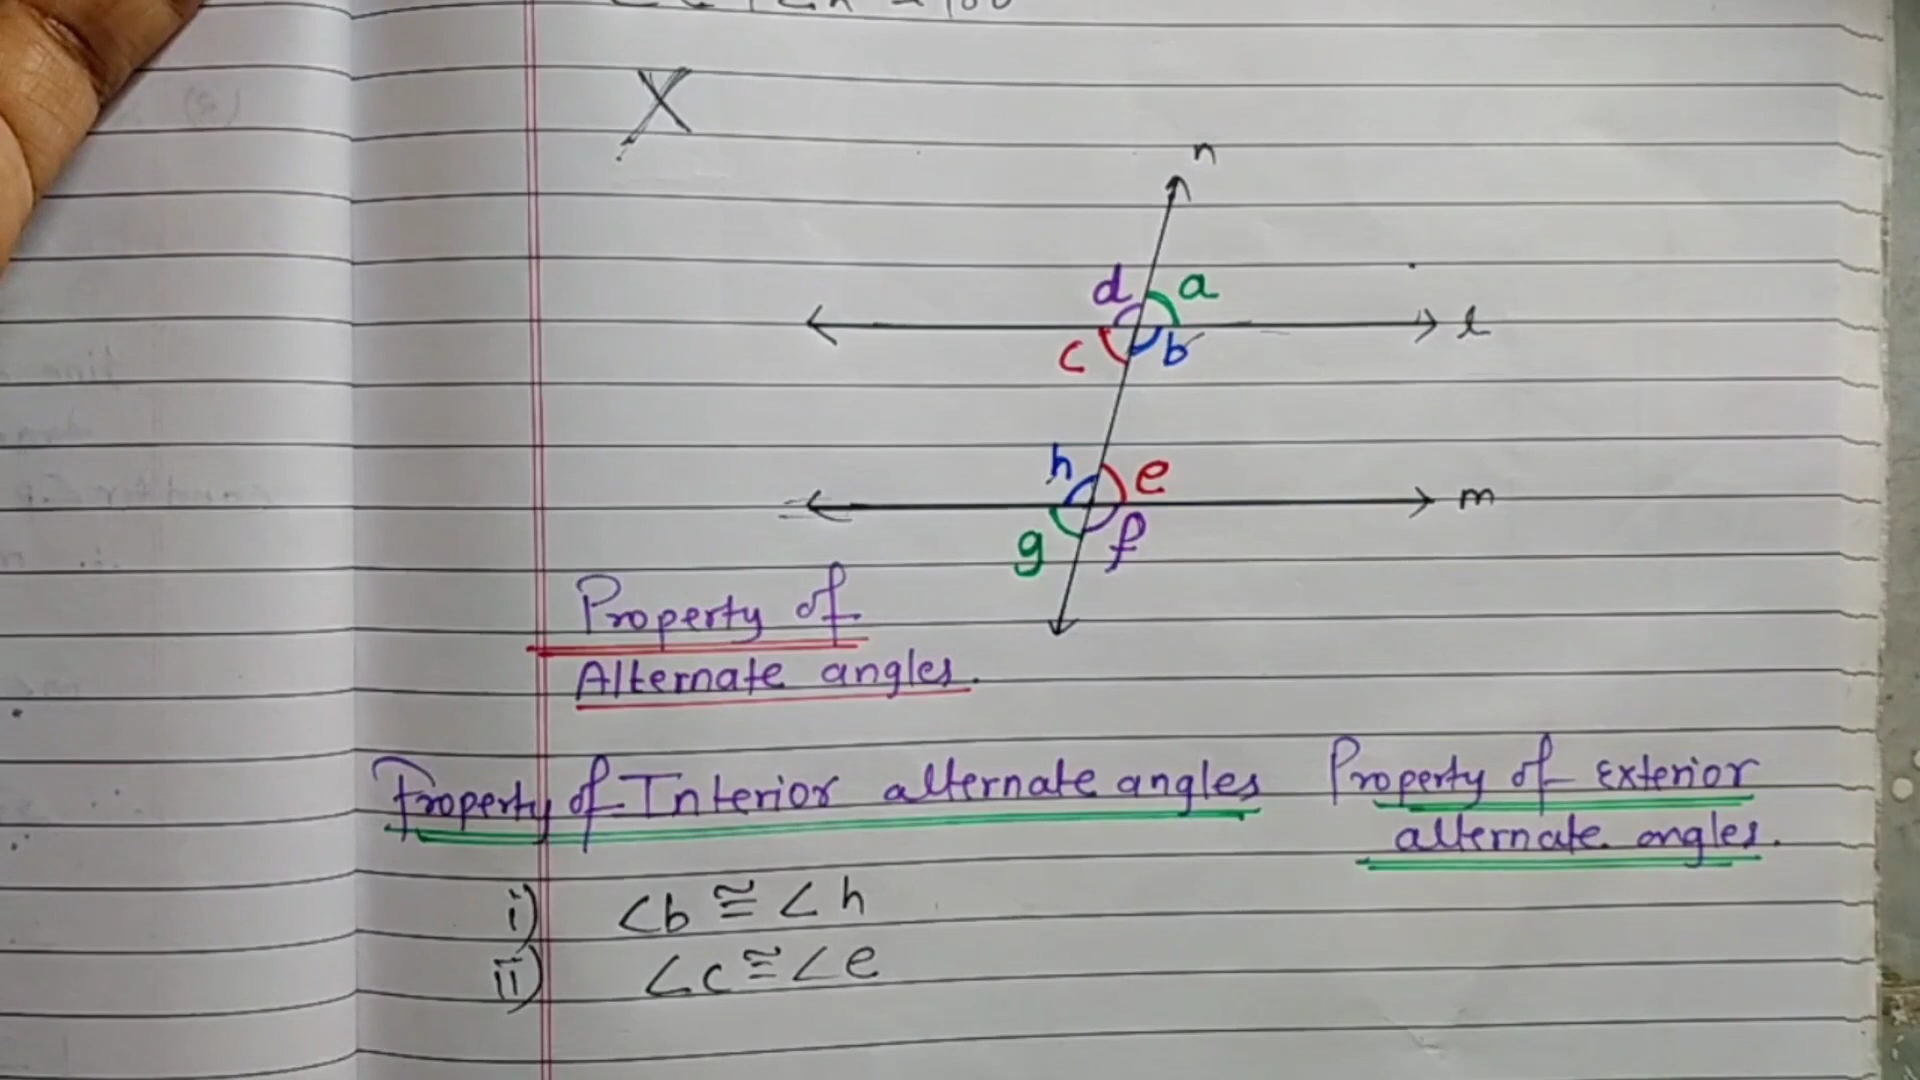 X
n
d a
l
c b
h e
m
g f
Property of
Alternate angles.
Property of Interior alternate angles
Property of Exterior
alternate angles.
i) ∠b ≅ ∠h
ii) ∠c ≅ ∠e